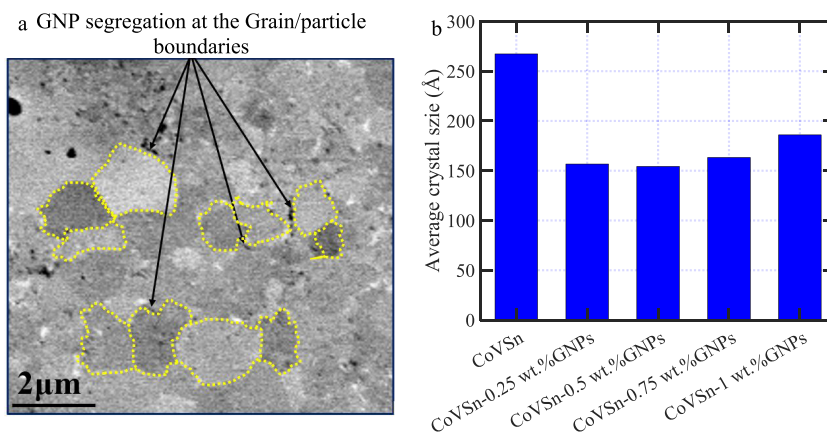 a GNP segregation at the Grain/particle
boundaries
2μm
b
Average crystal szie (Å)
300
250
200
150
100
50
0
CoVSn
CoVSn-0.25 wt.%GNPs
CoVSn-0.5 wt.%GNPs
CoVSn-0.75 wt.%GNPs
CoVSn-1 wt.%GNPs